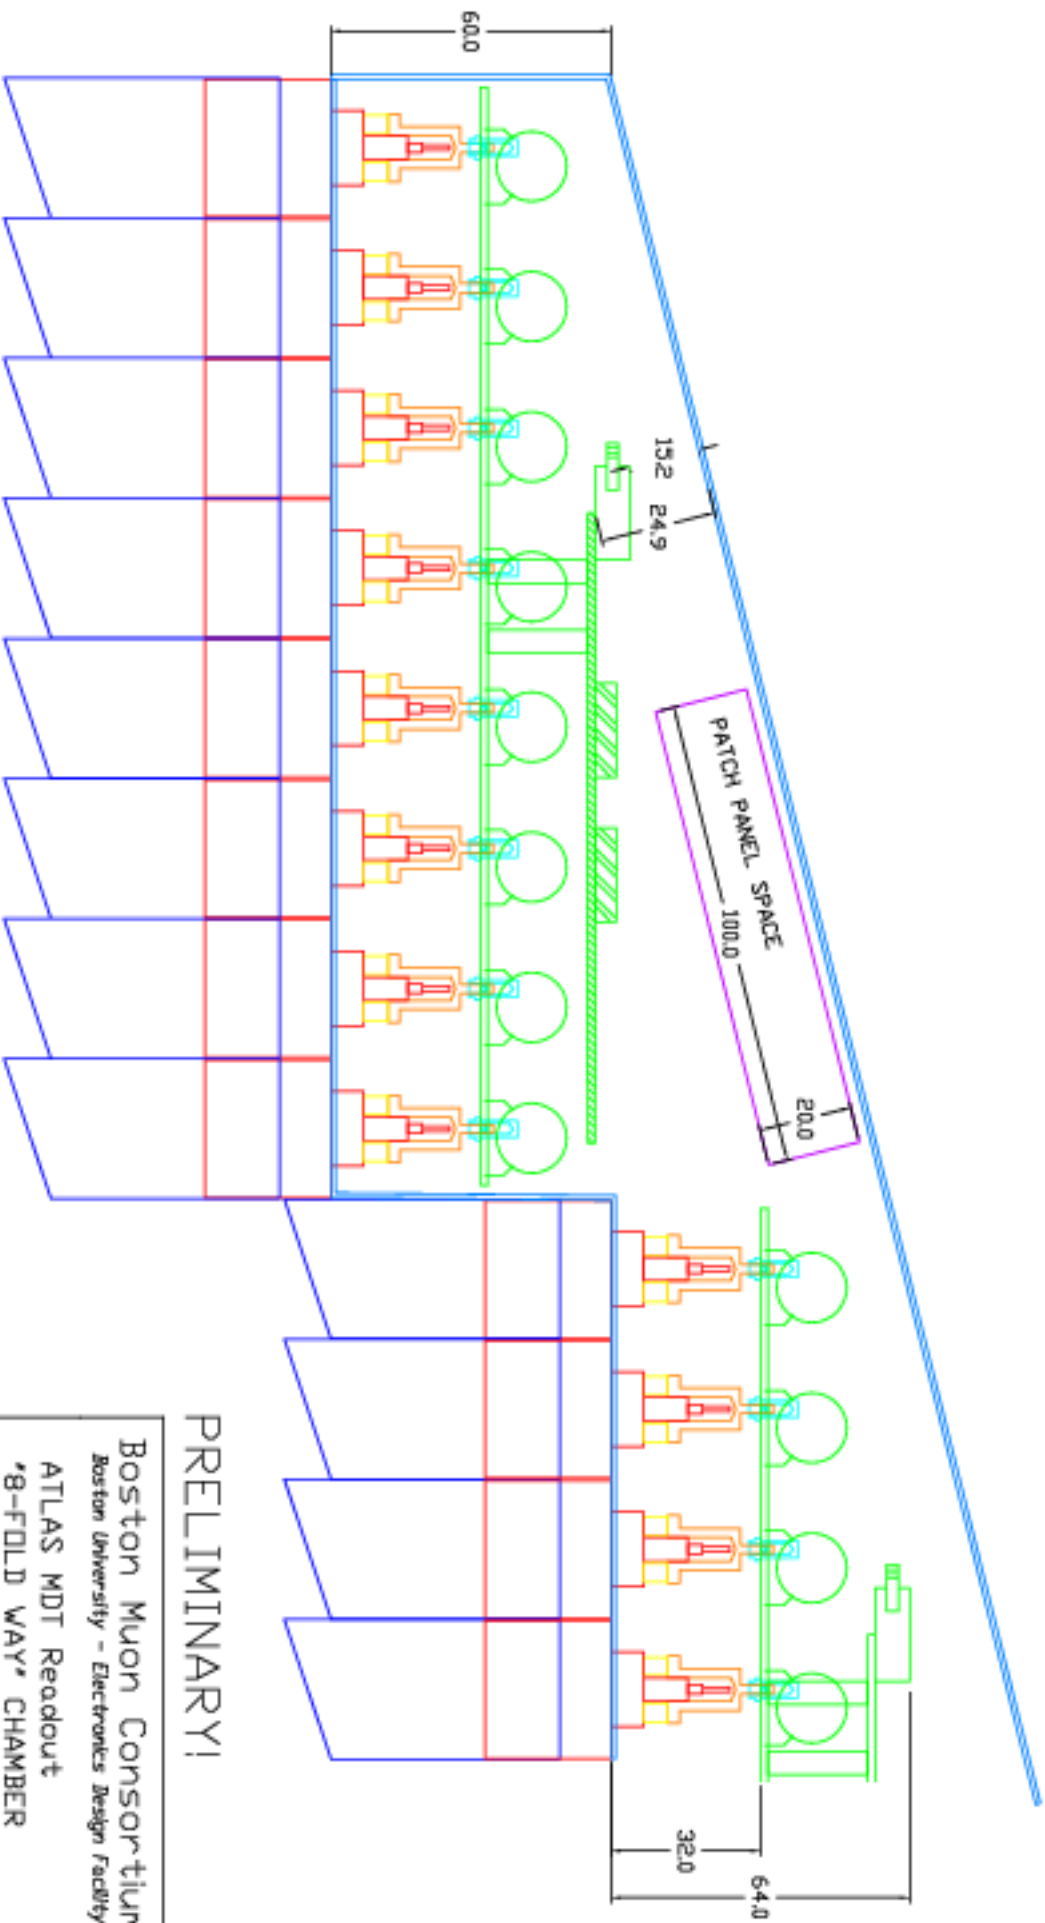 60.0
15.2
24.9
PATCH PANEL SPACE
100.0
20.0
32.0
64.0
PRELIMINARY!
Boston Muon Consortium
Boston University - Electronics Design Facility
ATLAS MDT Readout
"8-FOLD WAY" CHAMBER